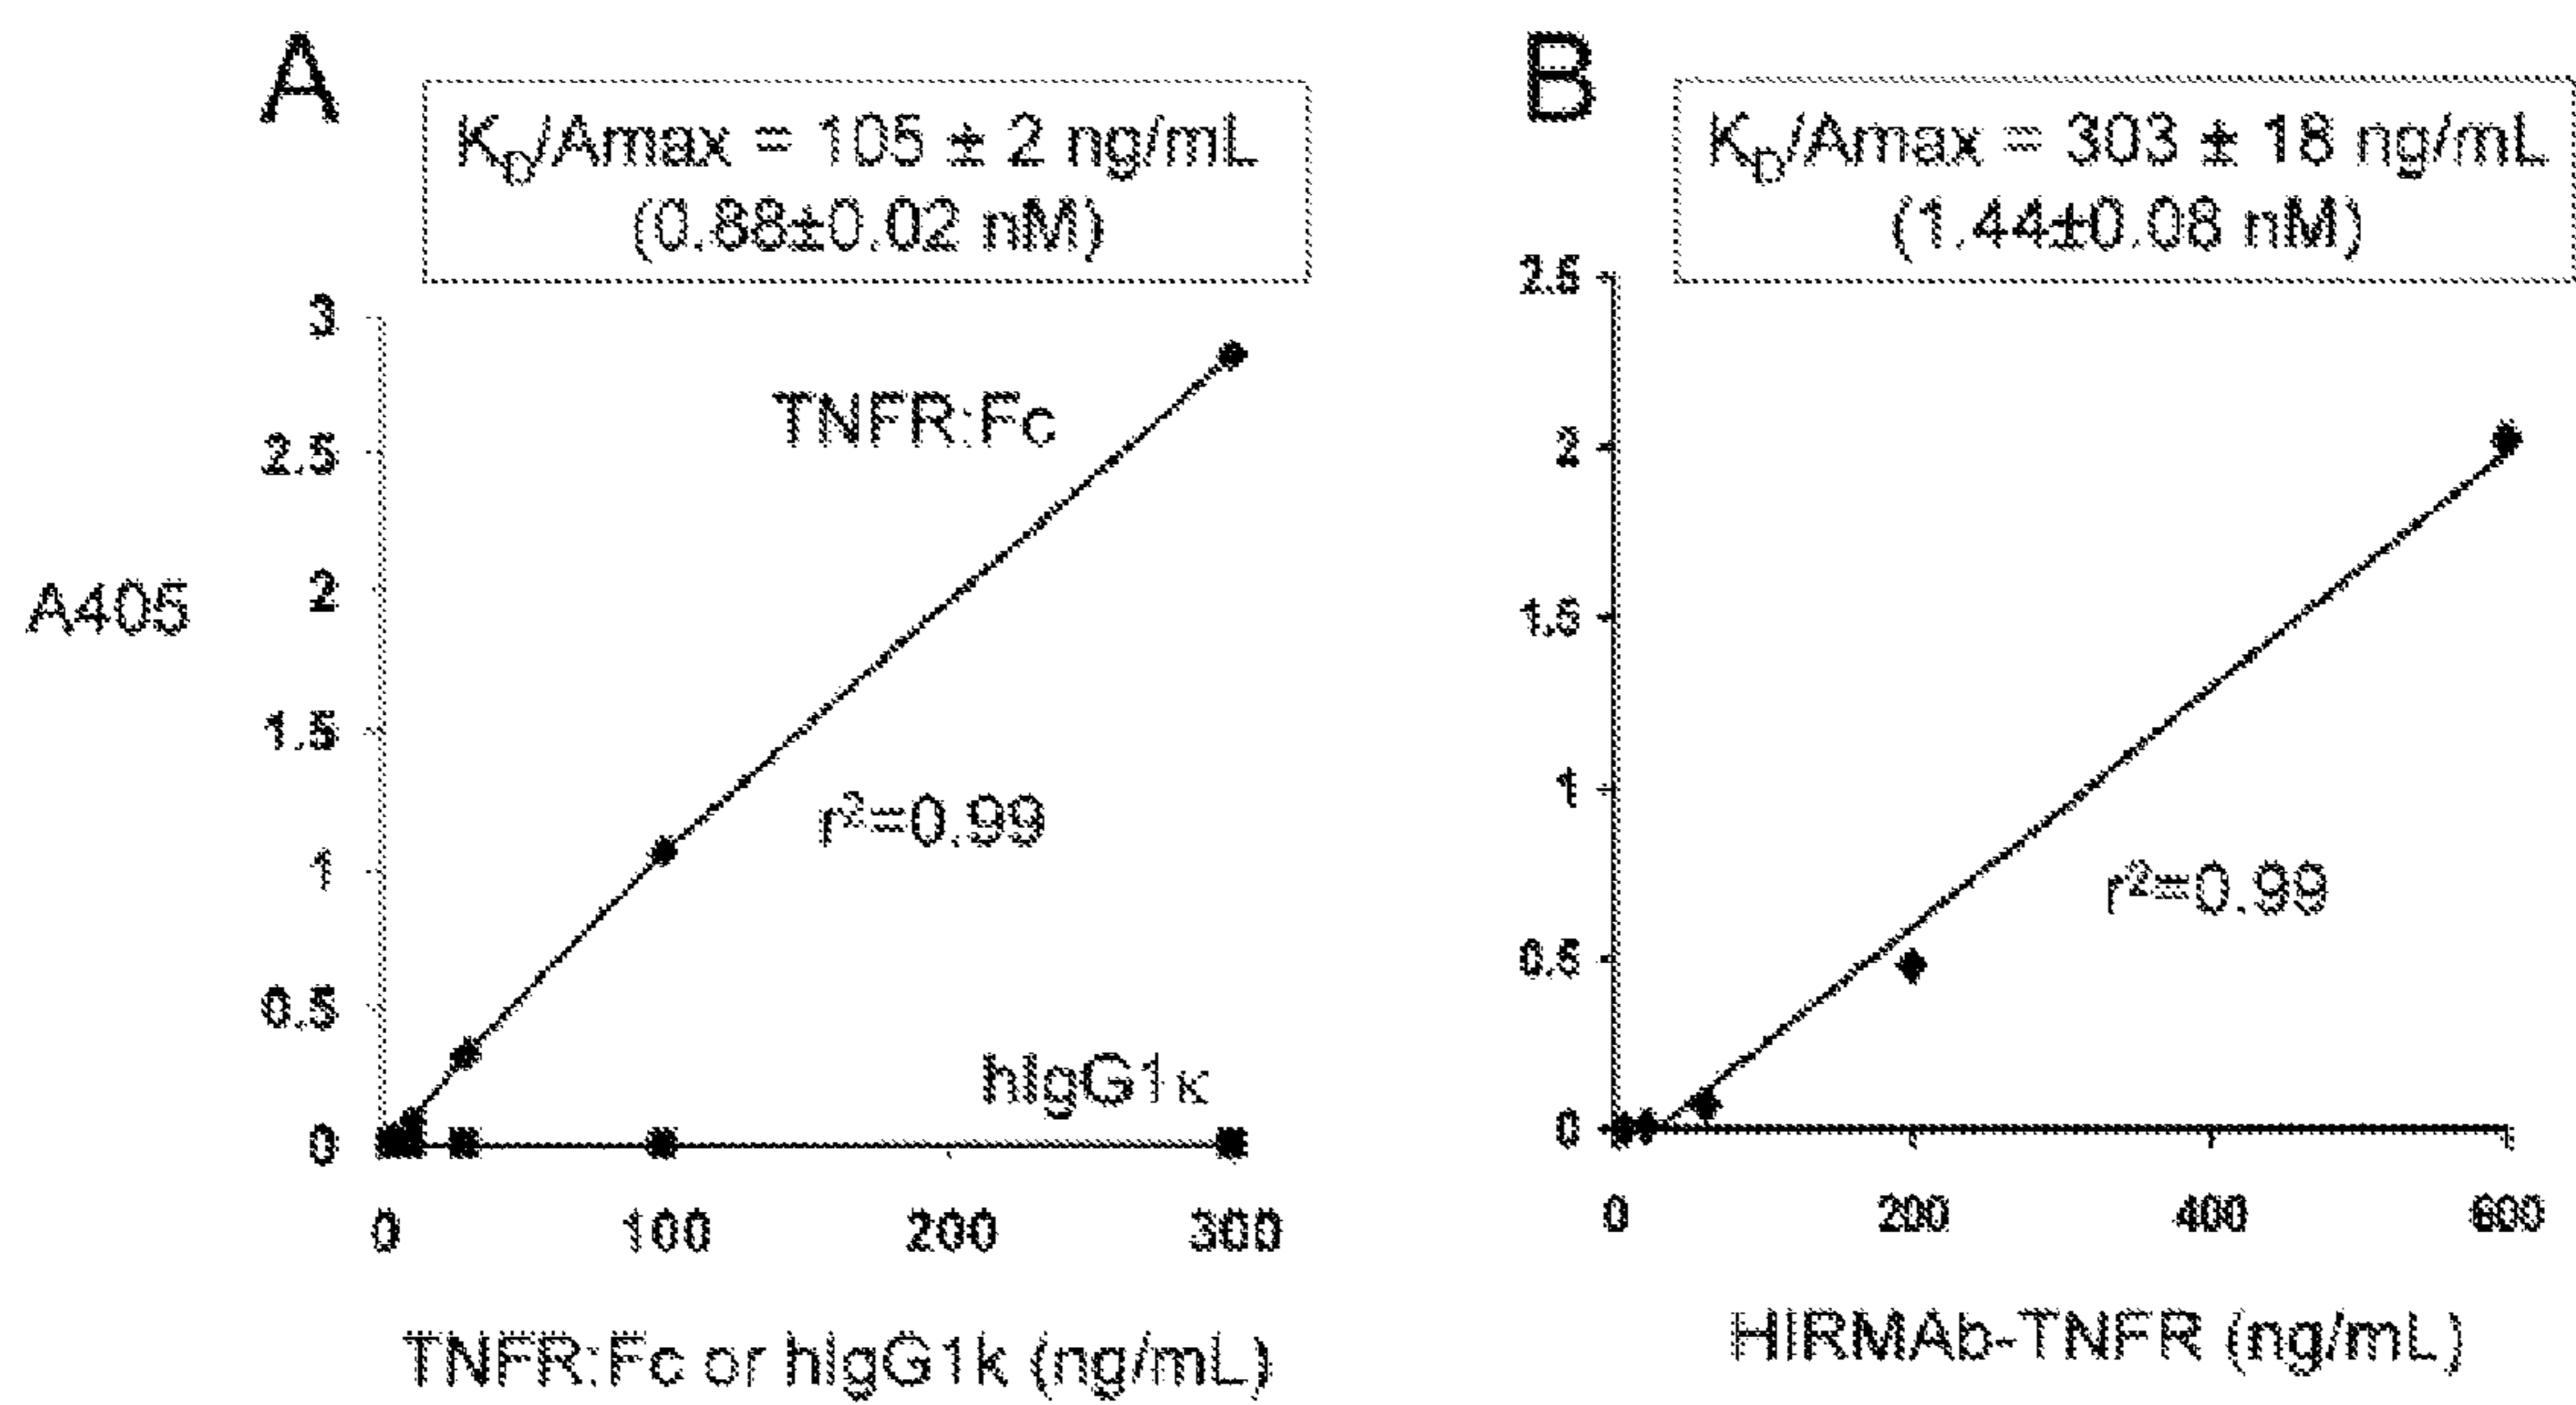 A
K_D/Amax = 105 ± 2 ng/mL
(0.88±0.02 nM)
3
2.5
2
1.5
1
0.5
0
A405
TNFR:Fc
r²=0.99
hIgG1κ
0 100 200 300
TNFR:Fc or hIgG1k (ng/mL)
B
K_D/Amax = 303 ± 18 ng/mL
(1.44±0.08 nM)
2.5
2
1.5
1
0.5
0
r²=0.99
0 200 400 600
HIRMAb-TNFR (ng/mL)